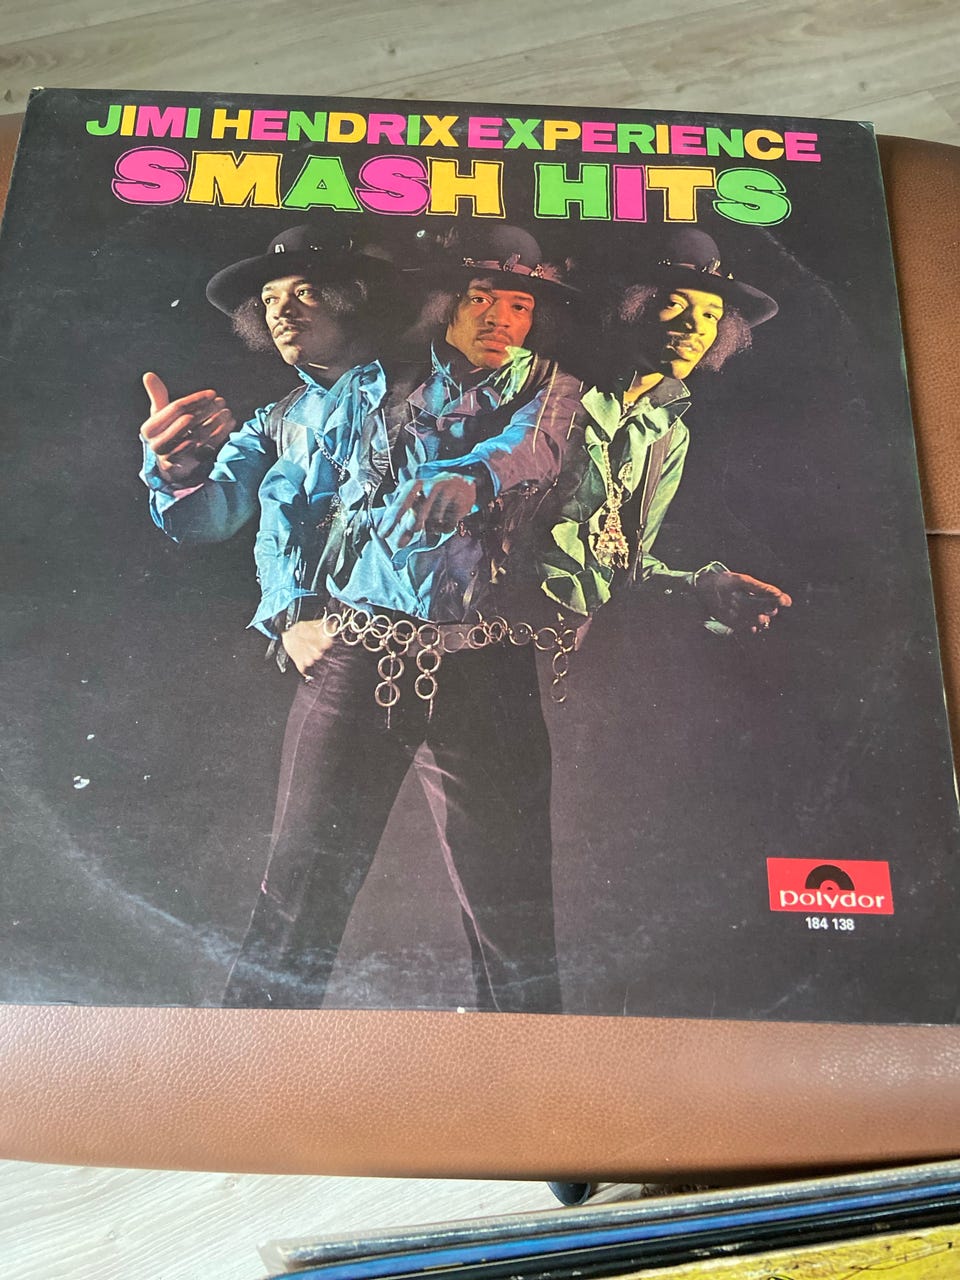 JIMI HENDRIX EXPERIENCE
SMASH HITS
polydor
184 138